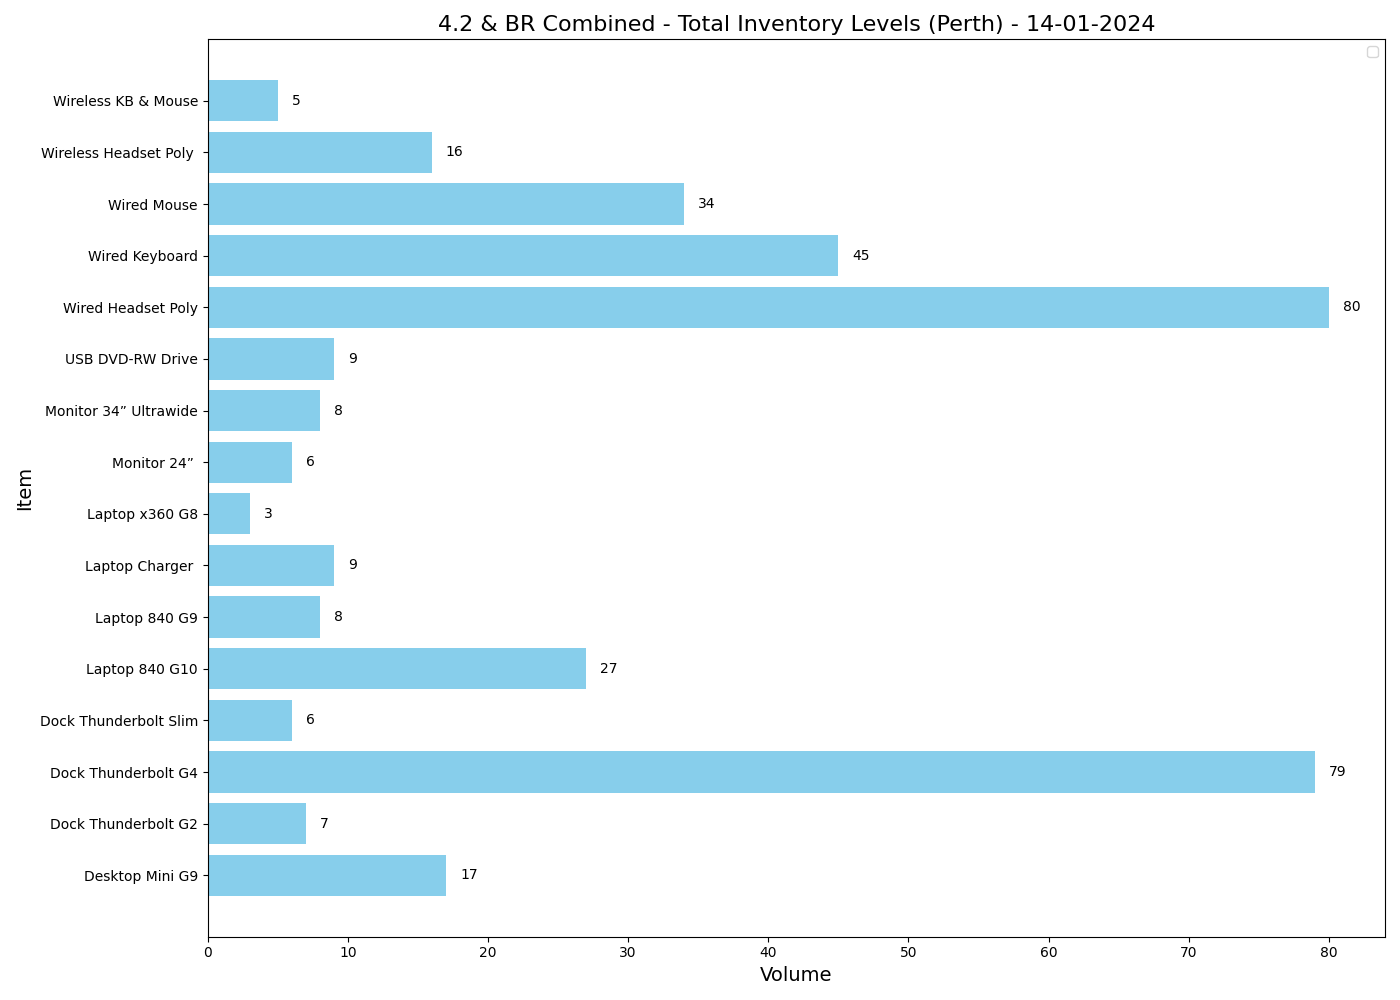 4.2 & BR Combined - Total Inventory Levels (Perth) - 14-01-2024
Wireless KB & Mouse 5
Wireless Headset Poly 16
Wired Mouse 34
Wired Keyboard 45
Wired Headset Poly 80
USB DVD-RW Drive 9
Monitor 34” Ultrawide 8
Monitor 24” 6
Laptop x360 G8 3
Laptop Charger 9
Laptop 840 G9 8
Laptop 840 G10 27
Dock Thunderbolt Slim 6
Dock Thunderbolt G4 79
Dock Thunderbolt G2 7
Desktop Mini G9 17
Item
0 10 20 30 40 50 60 70 80
Volume